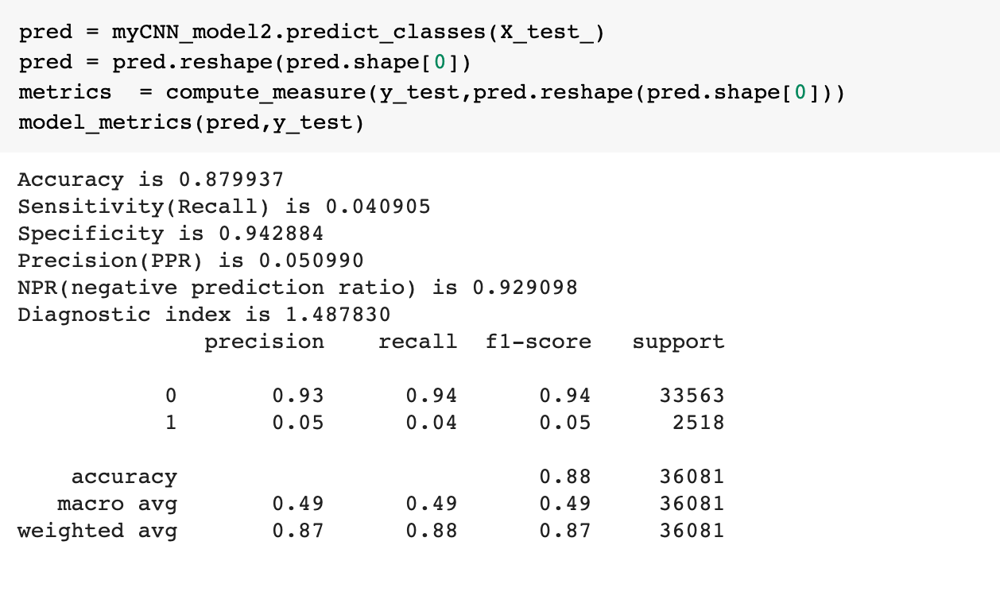 pred = myCNN_model2.predict_classes(X_test_)
pred = pred.reshape(pred.shape[0])
metrics  = compute_measure(y_test,pred.reshape(pred.shape[0]))
model_metrics(pred,y_test)
Accuracy is 0.879937
Sensitivity(Recall) is 0.040905
Specificity is 0.942884
Precision(PPR) is 0.050990
NPR(negative prediction ratio) is 0.929098
Diagnostic index is 1.487830
              precision    recall  f1-score   support
           0       0.93      0.94      0.94     33563
           1       0.05      0.04      0.05      2518
    accuracy                           0.88     36081
   macro avg       0.49      0.49      0.49     36081
weighted avg       0.87      0.88      0.87     36081